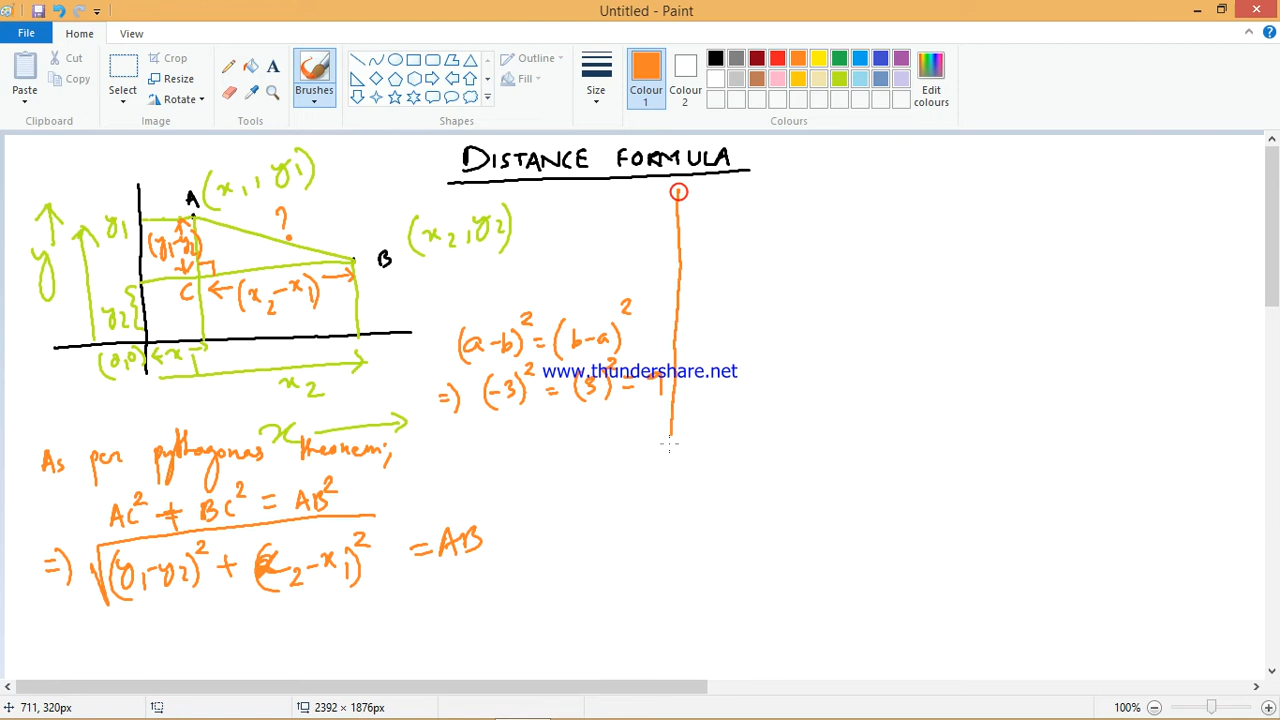 Untitled - Paint
File
Home
View
Paste
Cut
Copy
Clipboard
Select
Crop
Resize
Rotate
Image
Tools
Brushes
Outline
Fill
Shapes
Size
Colour 1
Colour 2
Edit colours
Colours
DISTANCE FORMULA
A (x1, y1)
y
y1
(y1-y2)
?
B (x2, y2)
C
(x2-x1)
y2
(0,0)
x1
x2
x
(a-b)² = (b-a)²
www.thundershare.net
=) (-3)² = (3)² =
As per pythagoras theorem;
AC² + BC² = AB²
=) √(y1-y2)² + (x2-x1)² = AB
711, 320px
2392 × 1876px
100%